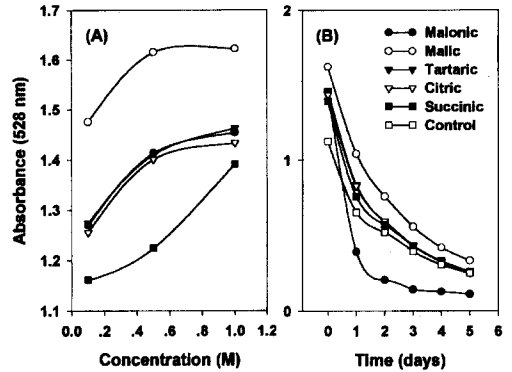 Absorbance (528 nm)
1.7
1.6
1.5
1.4
1.3
1.2
1.1
(A)
0.0 .2 .4 .6 .8 1.0 1.2
Concentration (M)
2
1
0
(B)
Malonic
Malic
Tartaric
Citric
Succinic
Control
0 1 2 3 4 5 6
Time (days)